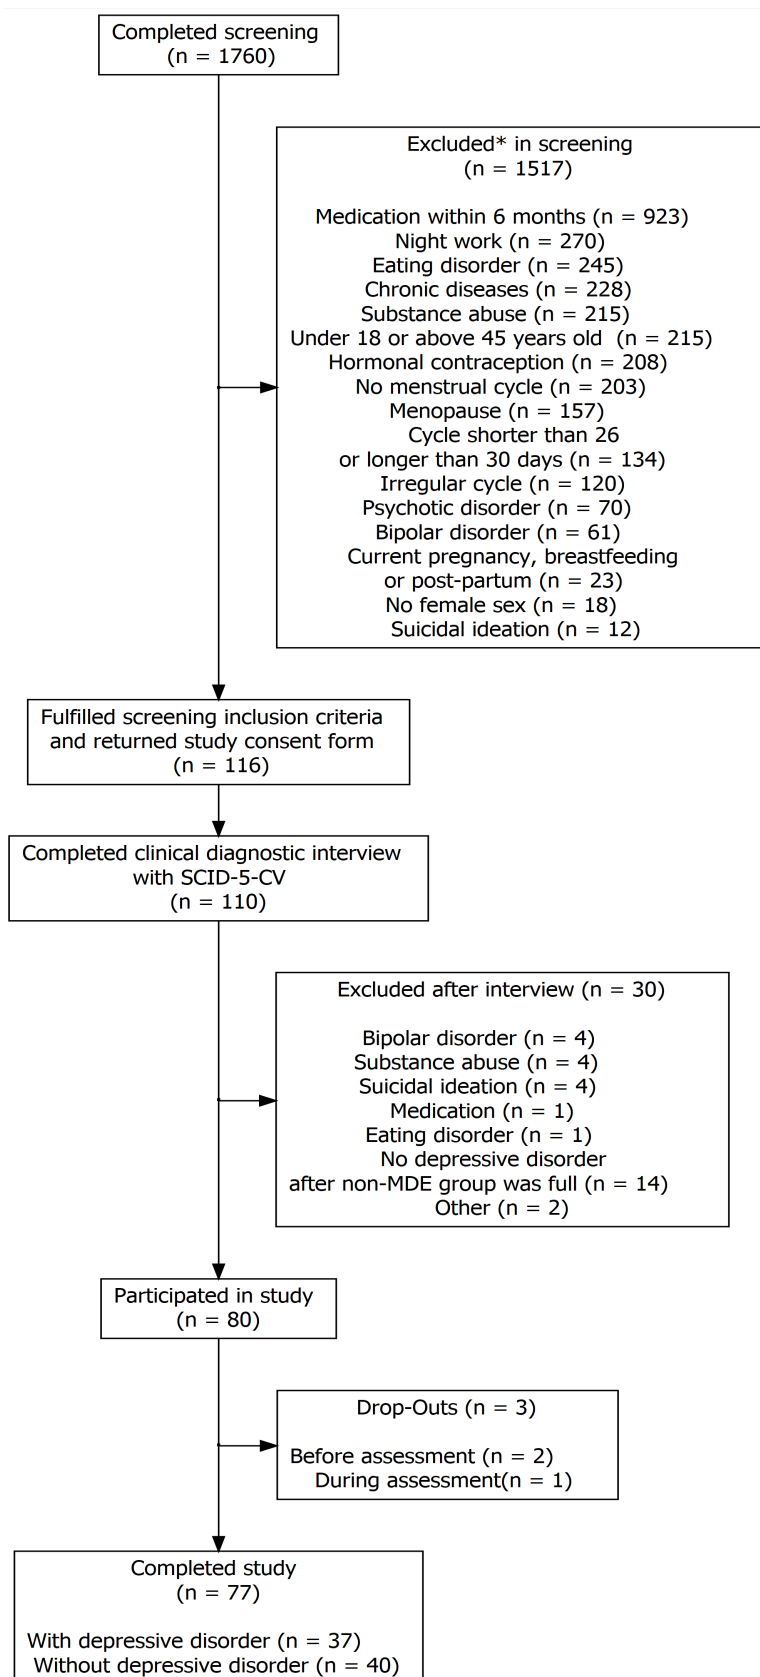 Completed screening
(n = 1760)
Excluded* in screening
(n = 1517)
Medication within 6 months (n = 923)
Night work (n = 270)
Eating disorder (n = 245)
Chronic diseases (n = 228)
Substance abuse (n = 215)
Under 18 or above 45 years old (n = 215)
Hormonal contraception (n = 208)
No menstrual cycle (n = 203)
Menopause (n = 157)
Cycle shorter than 26
or longer than 30 days (n = 134)
Irregular cycle (n = 120)
Psychotic disorder (n = 70)
Bipolar disorder (n = 61)
Current pregnancy, breastfeeding
or post-partum (n = 23)
No female sex (n = 18)
Suicidal ideation (n = 12)
Fulfilled screening inclusion criteria
and returned study consent form
(n = 116)
Completed clinical diagnostic interview
with SCID-5-CV
(n = 110)
Excluded after interview (n = 30)
Bipolar disorder (n = 4)
Substance abuse (n = 4)
Suicidal ideation (n = 4)
Medication (n = 1)
Eating disorder (n = 1)
No depressive disorder
after non-MDE group was full (n = 14)
Other (n = 2)
Participated in study
(n = 80)
Drop-Outs (n = 3)
Before assessment (n = 2)
During assessment(n = 1)
Completed study
(n = 77)
With depressive disorder (n = 37)
Without depressive disorder (n = 40)